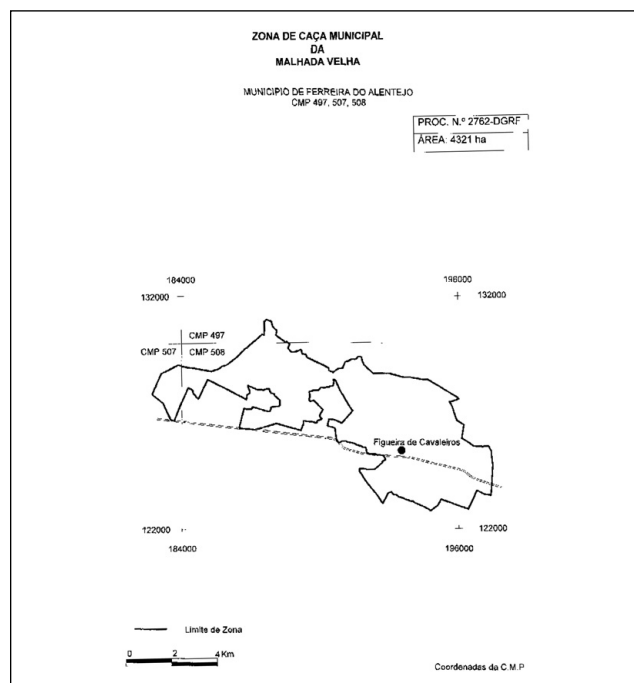 ZONA DE CAÇA MUNICIPAL
DA
MALHADA VELHA
MUNICIPIO DE FERREIRA DO ALENTEJO
CMP 497, 507, 508
PROC. N.º 2762-DGRF
ÁREA: 4321 ha
184000
198000
132000
132000
CMP 497
CMP 507
CMP 508
Figueira de Cavaleiros
122000
122000
184000
196000
Limite de Zona
0 2 4 Km
Coordenadas da C.M.P